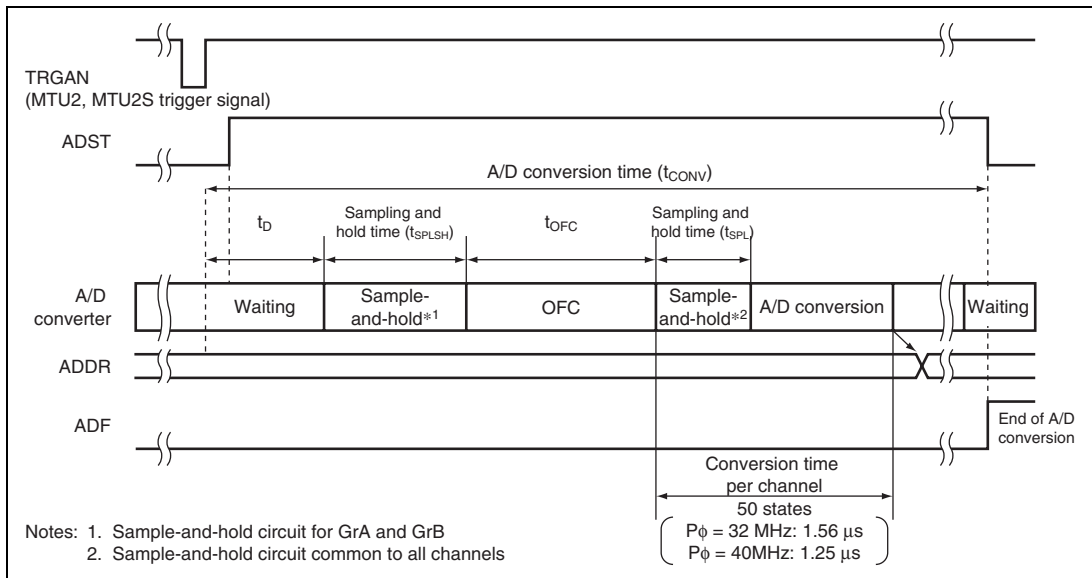 TRGAN
(MTU2, MTU2S trigger signal)
ADST
A/D conversion time (tCONV)
tD
Sampling and
hold time (tSPLSH)
tOFC
Sampling and
hold time (tSPL)
A/D
converter
Waiting
Sample-
and-hold*1
OFC
Sample-
and-hold*2
A/D conversion
Waiting
ADDR
ADF
End of A/D
conversion
Conversion time
per channel
50 states
Pϕ = 32 MHz: 1.56 μs
Pϕ = 40MHz: 1.25 μs
Notes: 1. Sample-and-hold circuit for GrA and GrB
2. Sample-and-hold circuit common to all channels